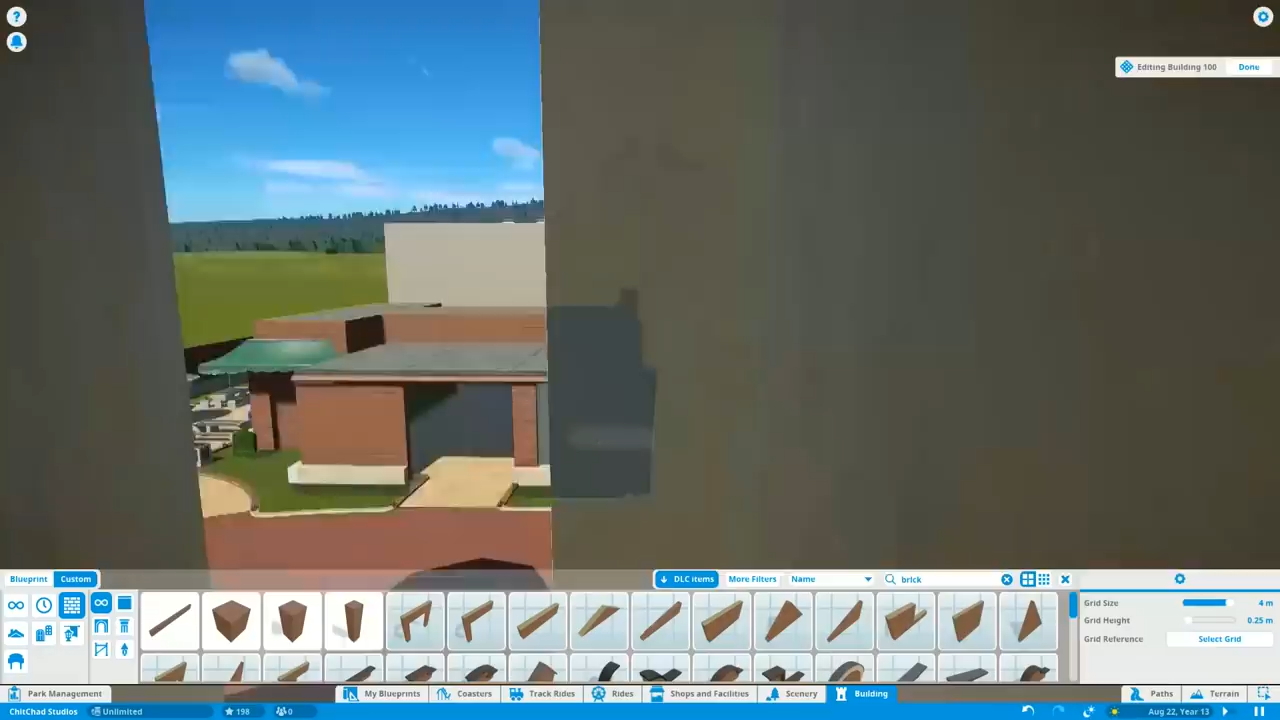 ?
Editing Building 100 Done
Blueprint Custom
DLC items More Filters Name brick
Grid Size 4 m
Grid Height 0.25 m
Grid Reference Select Grid
Park Management My Blueprints Coasters Track Rides Rides Shops and Facilities Scenery Building Paths Terrain
ChitChad Studios Unlimited 198 0 Aug 22, Year 13